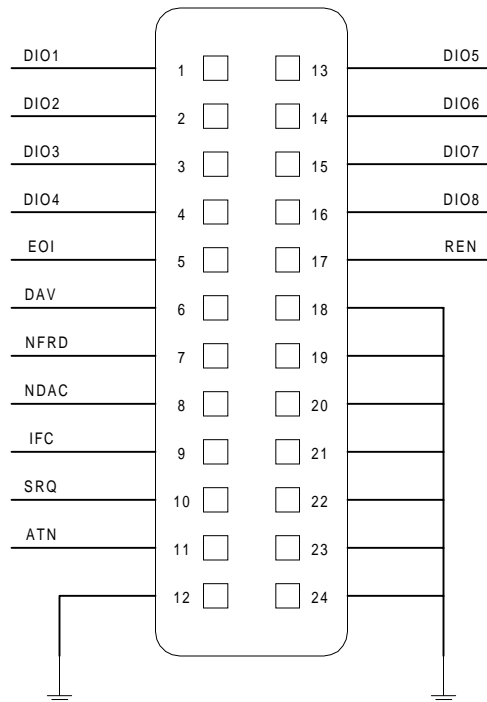 DIO1 1 13 DIO5
DIO2 2 14 DIO6
DIO3 3 15 DIO7
DIO4 4 16 DIO8
EOI 5 17 REN
DAV 6 18
NFRD 7 19
NDAC 8 20
IFC 9 21
SRQ 10 22
ATN 11 23
12 24